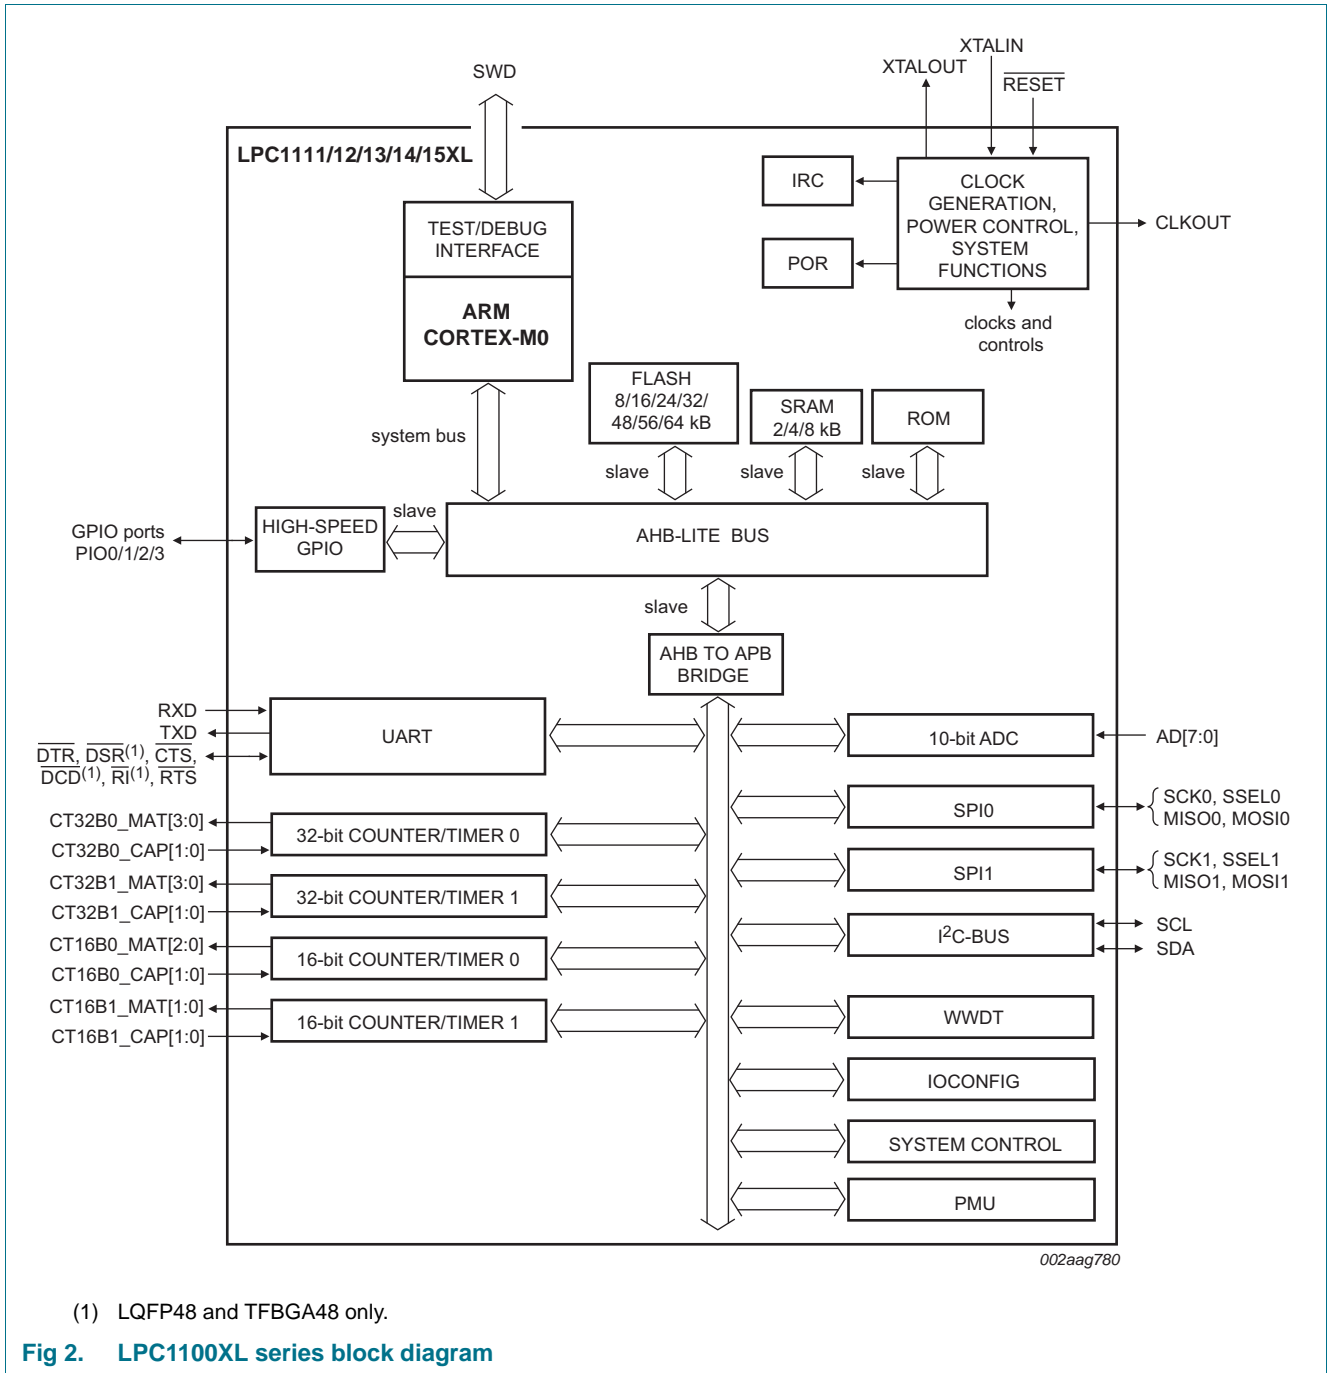 XTALIN
XTALOUT
SWD
RESET
LPC1111/12/13/14/15XL
IRC
CLOCK
GENERATION,
POWER CONTROL,
SYSTEM
FUNCTIONS
CLKOUT
POR
TEST/DEBUG
INTERFACE
ARM
CORTEX-M0
clocks and
controls
FLASH
8/16/24/32/
48/56/64 kB
SRAM
2/4/8 kB
ROM
system bus
slave
slave
slave
slave
GPIO ports
PIO0/1/2/3
HIGH-SPEED
GPIO
AHB-LITE BUS
slave
AHB TO APB
BRIDGE
RXD
TXD
DTR, DSR(1), CTS,
DCD(1), RI(1), RTS
UART
10-bit ADC
AD[7:0]
CT32B0_MAT[3:0]
CT32B0_CAP[1:0]
32-bit COUNTER/TIMER 0
SPI0
SCK0, SSEL0
MISO0, MOSI0
CT32B1_MAT[3:0]
CT32B1_CAP[1:0]
32-bit COUNTER/TIMER 1
SPI1
SCK1, SSEL1
MISO1, MOSI1
CT16B0_MAT[2:0]
CT16B0_CAP[1:0]
16-bit COUNTER/TIMER 0
I2C-BUS
SCL
SDA
CT16B1_MAT[1:0]
CT16B1_CAP[1:0]
16-bit COUNTER/TIMER 1
WWDT
IOCONFIG
SYSTEM CONTROL
PMU
002aag780
(1) LQFP48 and TFBGA48 only.
Fig 2. LPC1100XL series block diagram